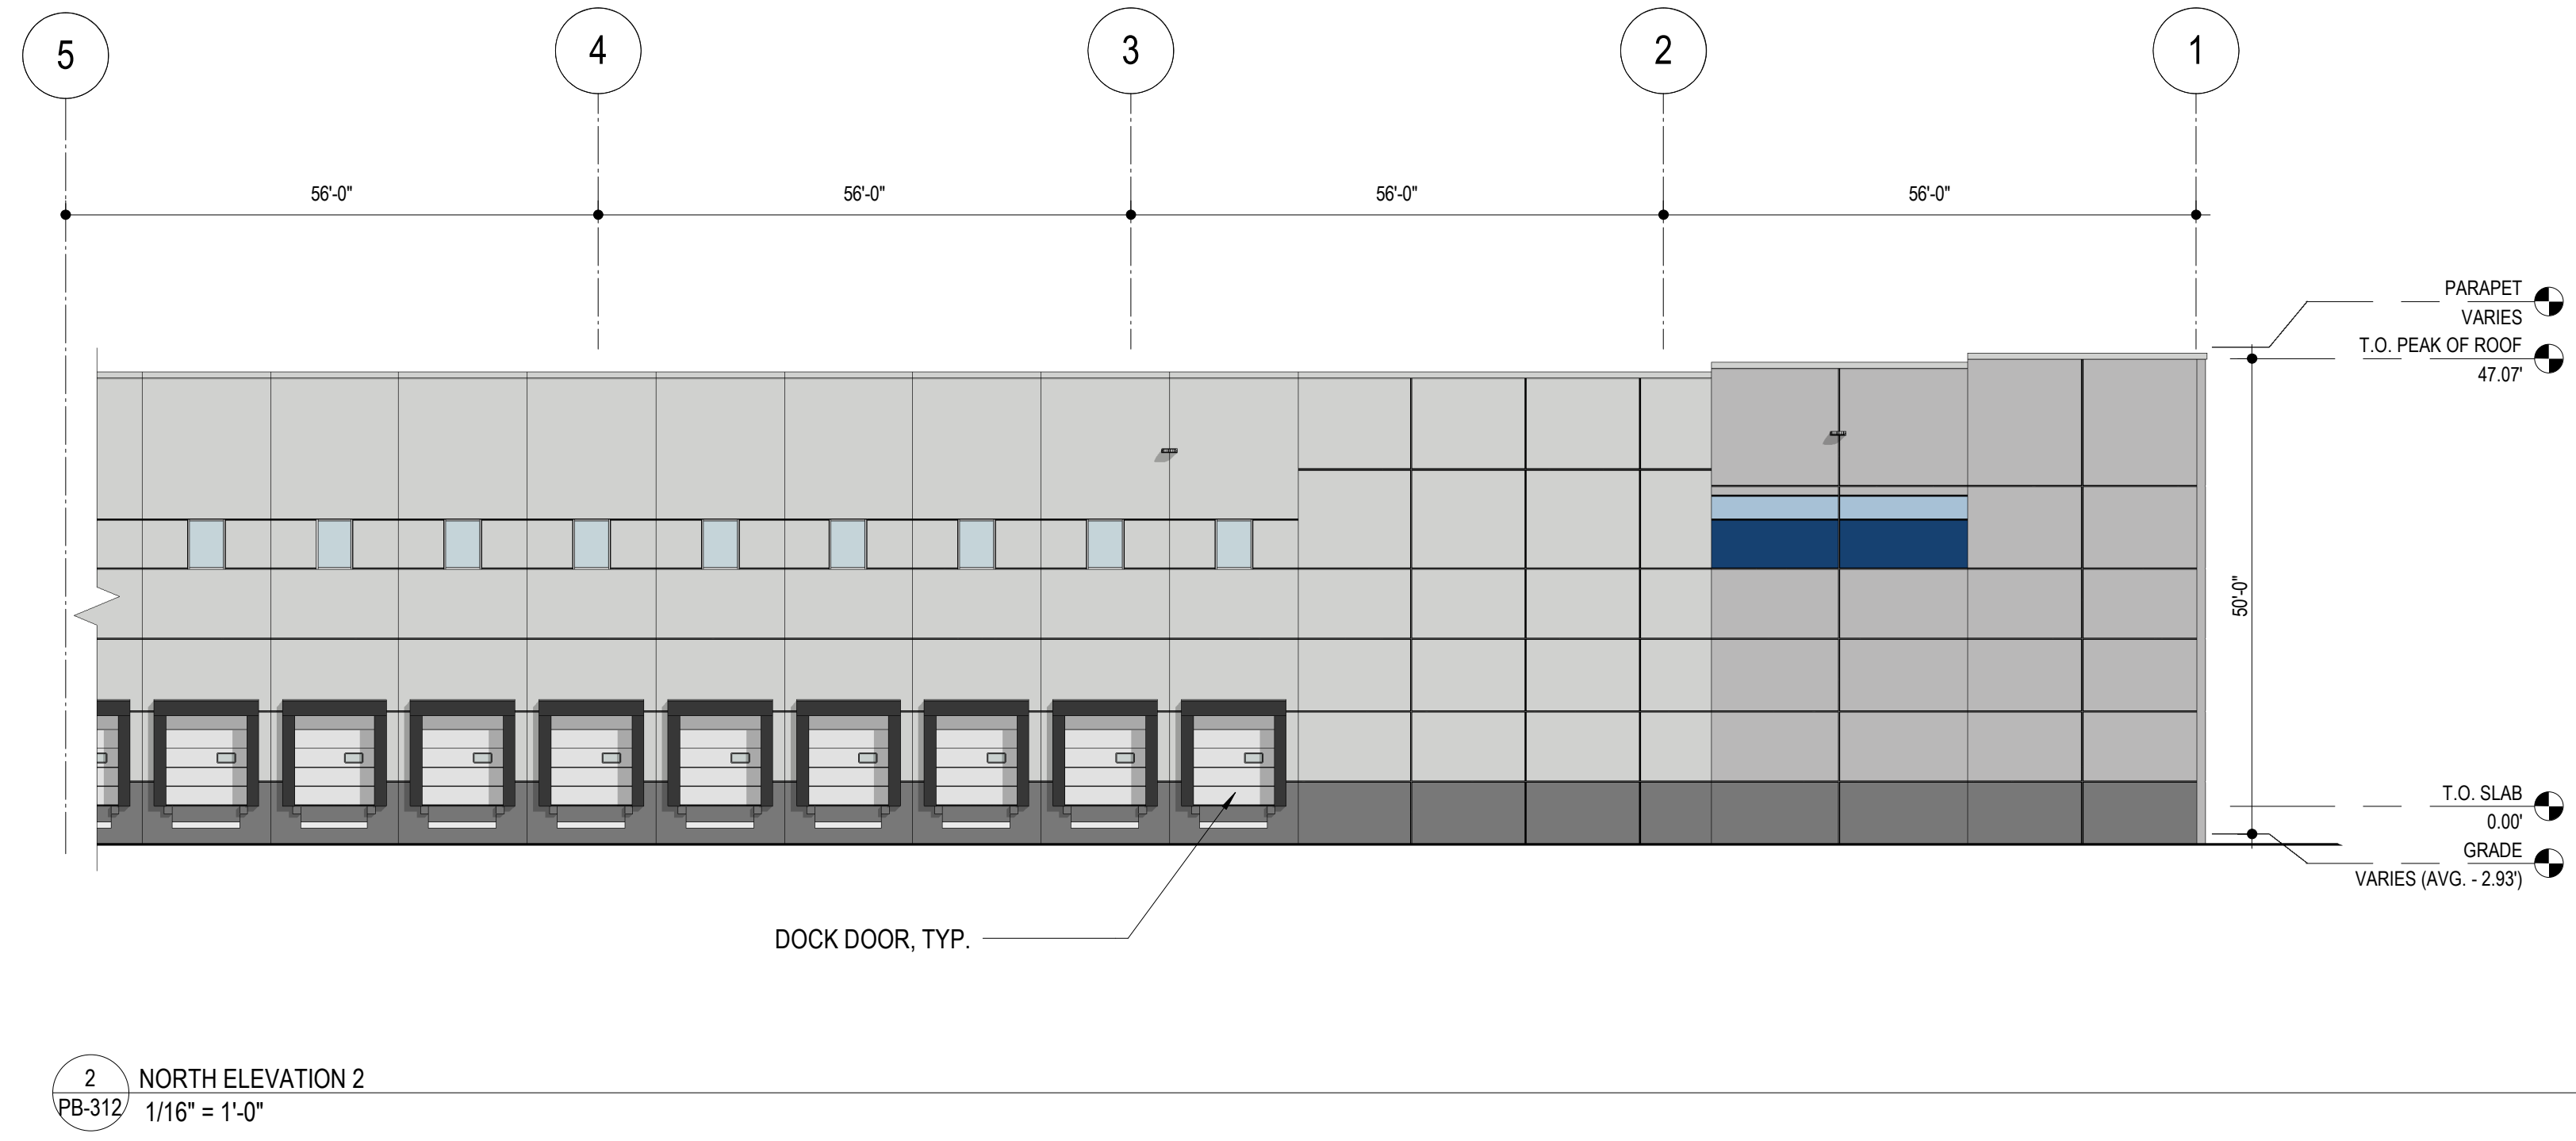 5
4
3
2
1
56'-0"
56'-0"
56'-0"
56'-0"
PARAPET
VARIES
T.O. PEAK OF ROOF
47.07'
50'-0"
T.O. SLAB
0.00'
GRADE
VARIES (AVG. - 2.93')
DOCK DOOR, TYP.
2
NORTH ELEVATION 2
PB-312
1/16" = 1'-0"